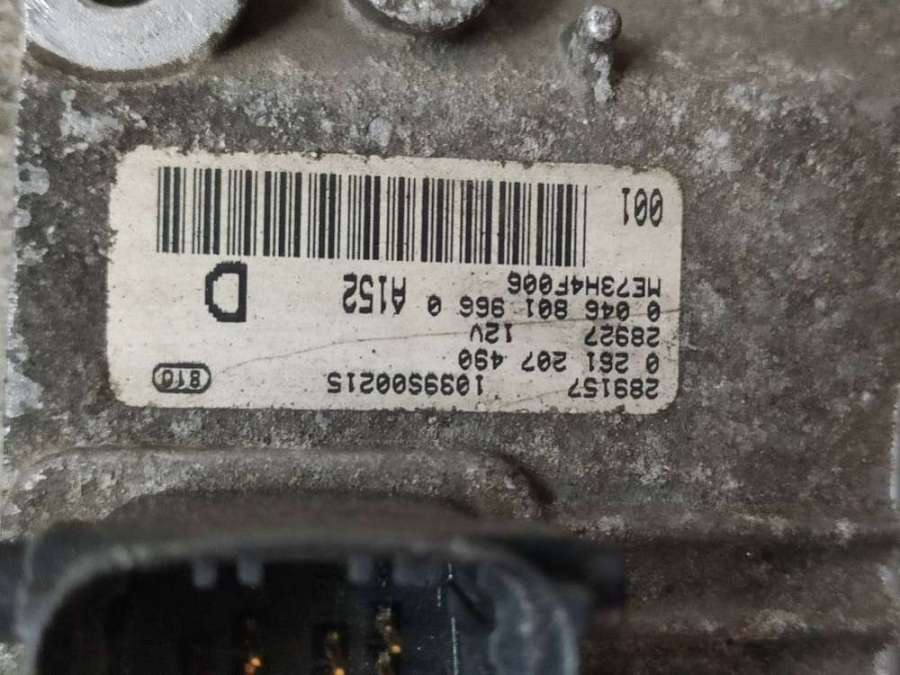 289157 1039S00215 810
0 261 207 490
28927 12V
0 046 801 966 0 A152 D
ME73H4F006
001